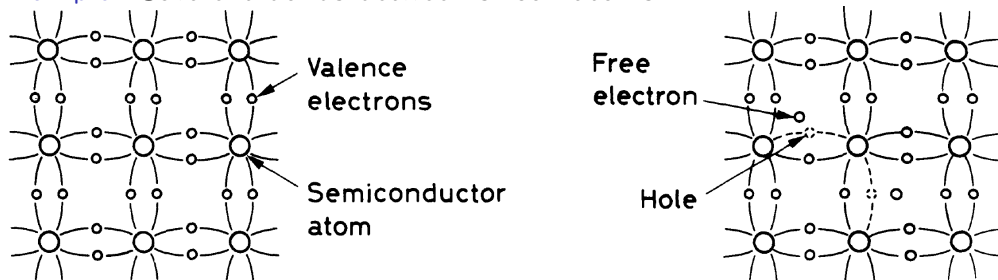 Valence
electrons
Semiconductor
atom
Free
electron
Hole